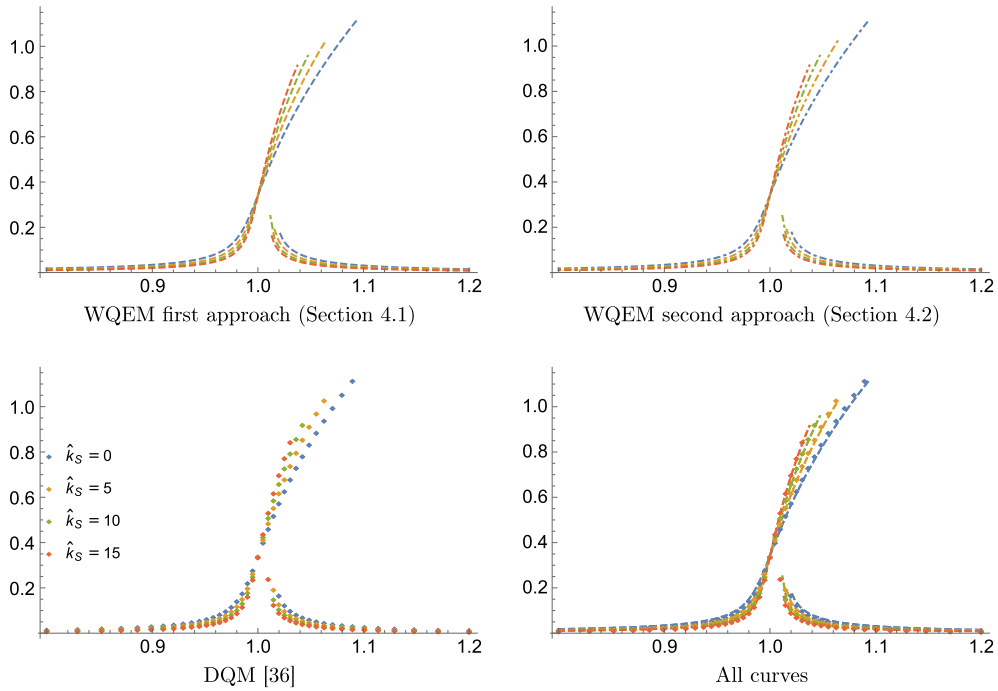 1.0
0.8
0.6
0.4
0.2
0.9 1.0 1.1 1.2
WQEM first approach (Section 4.1)
1.0
0.8
0.6
0.4
0.2
0.9 1.0 1.1 1.2
WQEM second approach (Section 4.2)
1.0
0.8
0.6
0.4
0.2
k̂S = 0
k̂S = 5
k̂S = 10
k̂S = 15
0.9 1.0 1.1 1.2
DQM [36]
1.0
0.8
0.6
0.4
0.2
0.9 1.0 1.1 1.2
All curves